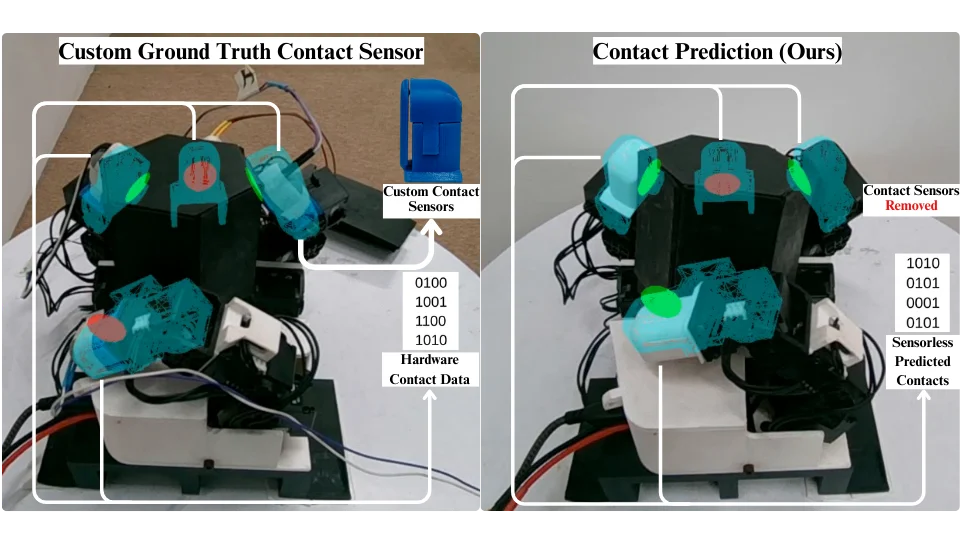 Custom Ground Truth Contact Sensor
Custom Contact
Sensors
0100
1001
1100
1010
Hardware
Contact Data
Contact Prediction (Ours)
Contact Sensors
Removed
1010
0101
0001
0101
Sensorless
Predicted
Contacts